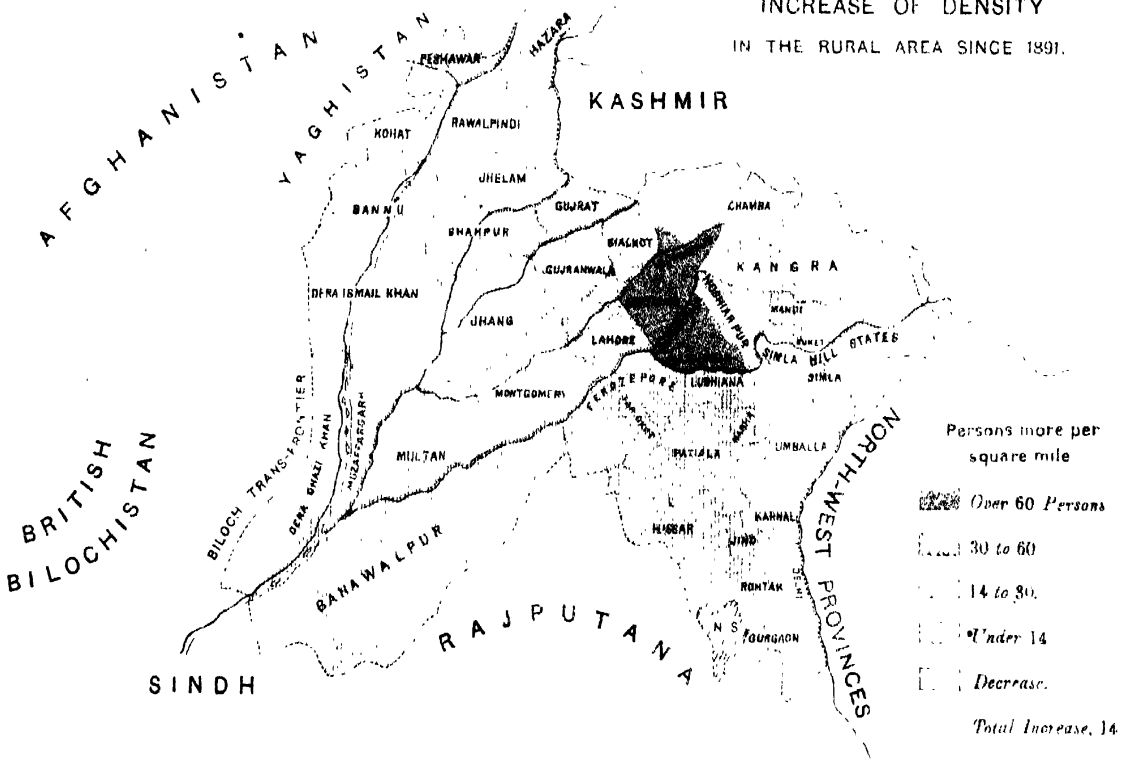 INCREASE OF DENSITY
IN THE RURAL AREA SINCE 1891.
AFGHANISTAN
YAGHISTAN
PESHAWAR
HAZARA
KASHMIR
KOHAT
RAWALPINDI
JHELAM
BANNU
GUJRAT
SHAHPUR
SIALKOT
CHAMBA
GUJRANWALA
KANGRA
DERA ISMAIL KHAN
HOSHIARPUR
MANDI
JHANG
LAHORE
SUKET
SIMLA HILL STATES
SIMLA
MONTGOMERY
FEROZEPORE
LUDHIANA
BILOCH TRANS-FRONTIER
DERA GHAZI KHAN
MUZAFFARGARH
MULTAN
PATIALA
UMBALLA
NORTH-WEST PROVINCES
BRITISH
BILOCHISTAN
BAHAWALPUR
HISSAR
KARNAL
JIND
DELHI
ROHTAK
RAJPUTANA
N S
GURGAON
SINDH
Persons more per
square mile
Over 60 Persons
30 to 60
14 to 30.
Under 14
Decrease.
Total Increase, 14